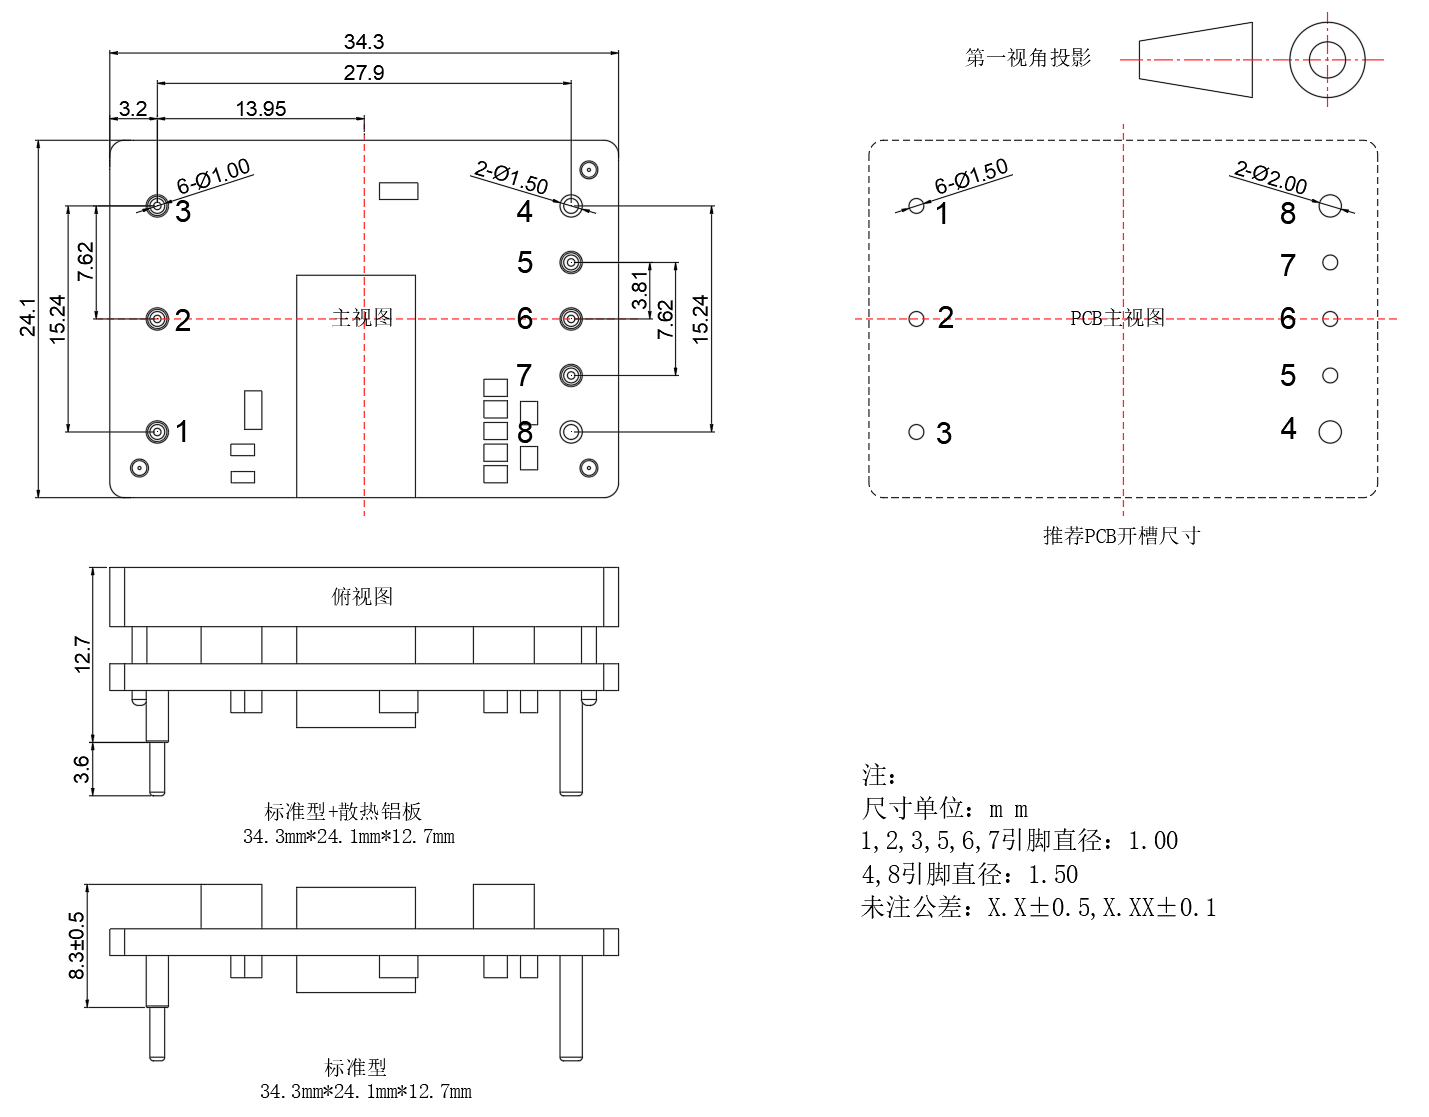 34.3
27.9
3.2
13.95
第一视角投影
6-Ø1.00
2-Ø1.50
6-Ø1.50
2-Ø2.00
3
4
1
8
7.62
5
7
24.1
15.24
3.81
7.62
15.24
2
主视图
6
2
PCB主视图
6
7
5
1
8
3
4
推荐PCB开槽尺寸
俯视图
12.7
3.6
标准型+散热铝板
34.3mm*24.1mm*12.7mm
注:
尺寸单位: m m
1,2,3,5,6,7引脚直径: 1.00
4,8引脚直径: 1.50
未注公差: X.X±0.5,X.XX±0.1
8.3±0.5
标准型
34.3mm*24.1mm*12.7mm